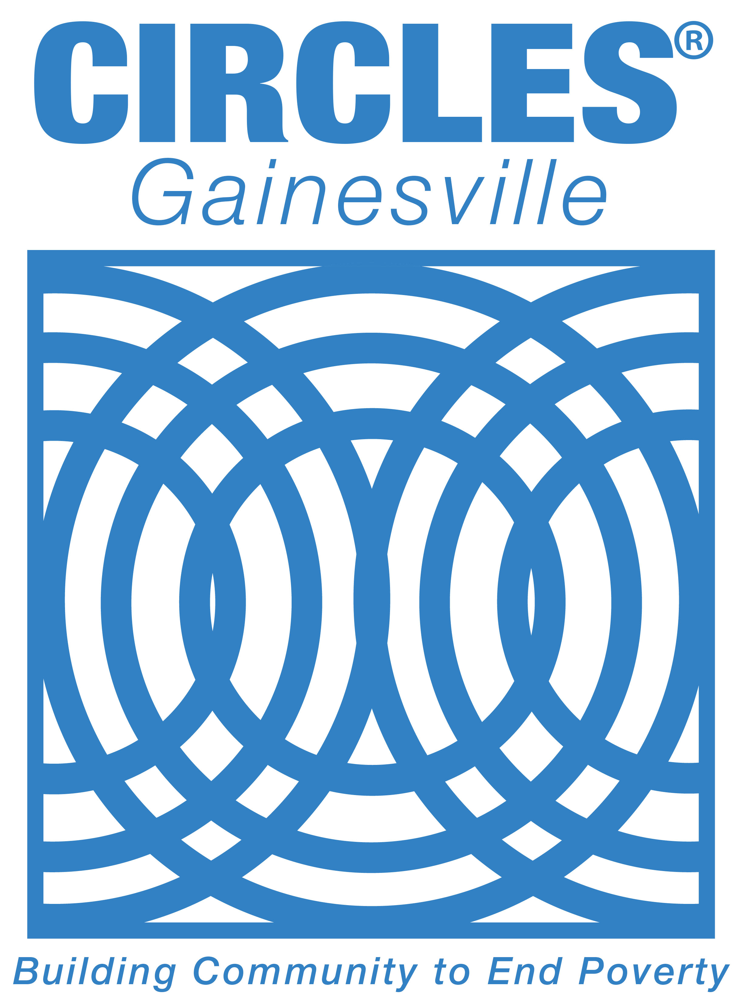 CIRCLES®
Gainesville
Building Community to End Poverty